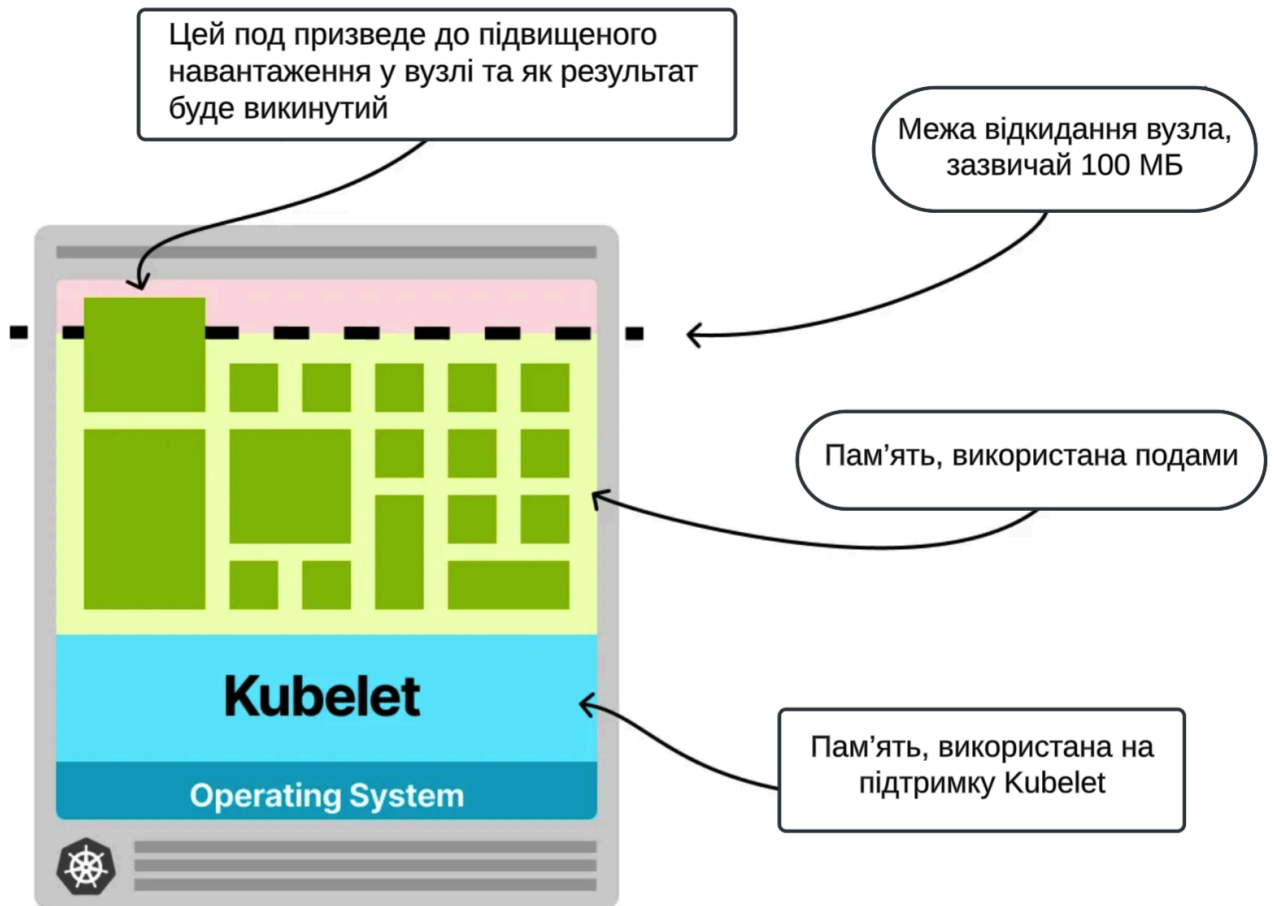 Цей под призведе до підвищеного
навантаження у вузлі та як результат
буде викинутий
Межа відкидання вузла,
зазвичай 100 МБ
Пам’ять, використана подами
Kubelet
Пам’ять, використана на
підтримку Kubelet
Operating System